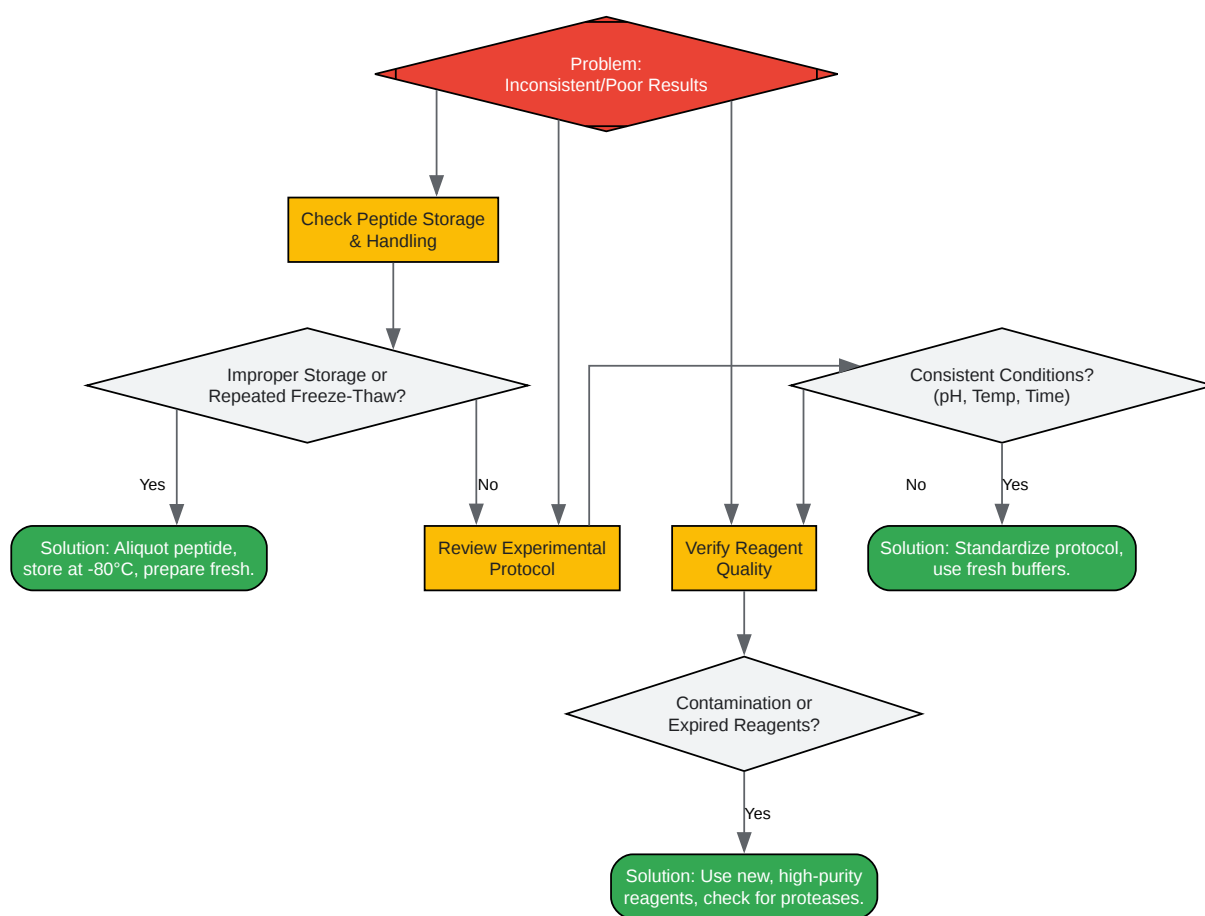 Problem:
Inconsistent/Poor Results
Check Peptide Storage
& Handling
Improper Storage or
Repeated Freeze-Thaw?
Consistent Conditions?
(pH, Temp, Time)
Yes
No
No
Yes
Solution: Aliquot peptide,
store at -80°C, prepare fresh.
Review Experimental
Protocol
Verify Reagent
Quality
Solution: Standardize protocol,
use fresh buffers.
Contamination or
Expired Reagents?
Yes
Solution: Use new, high-purity
reagents, check for proteases.